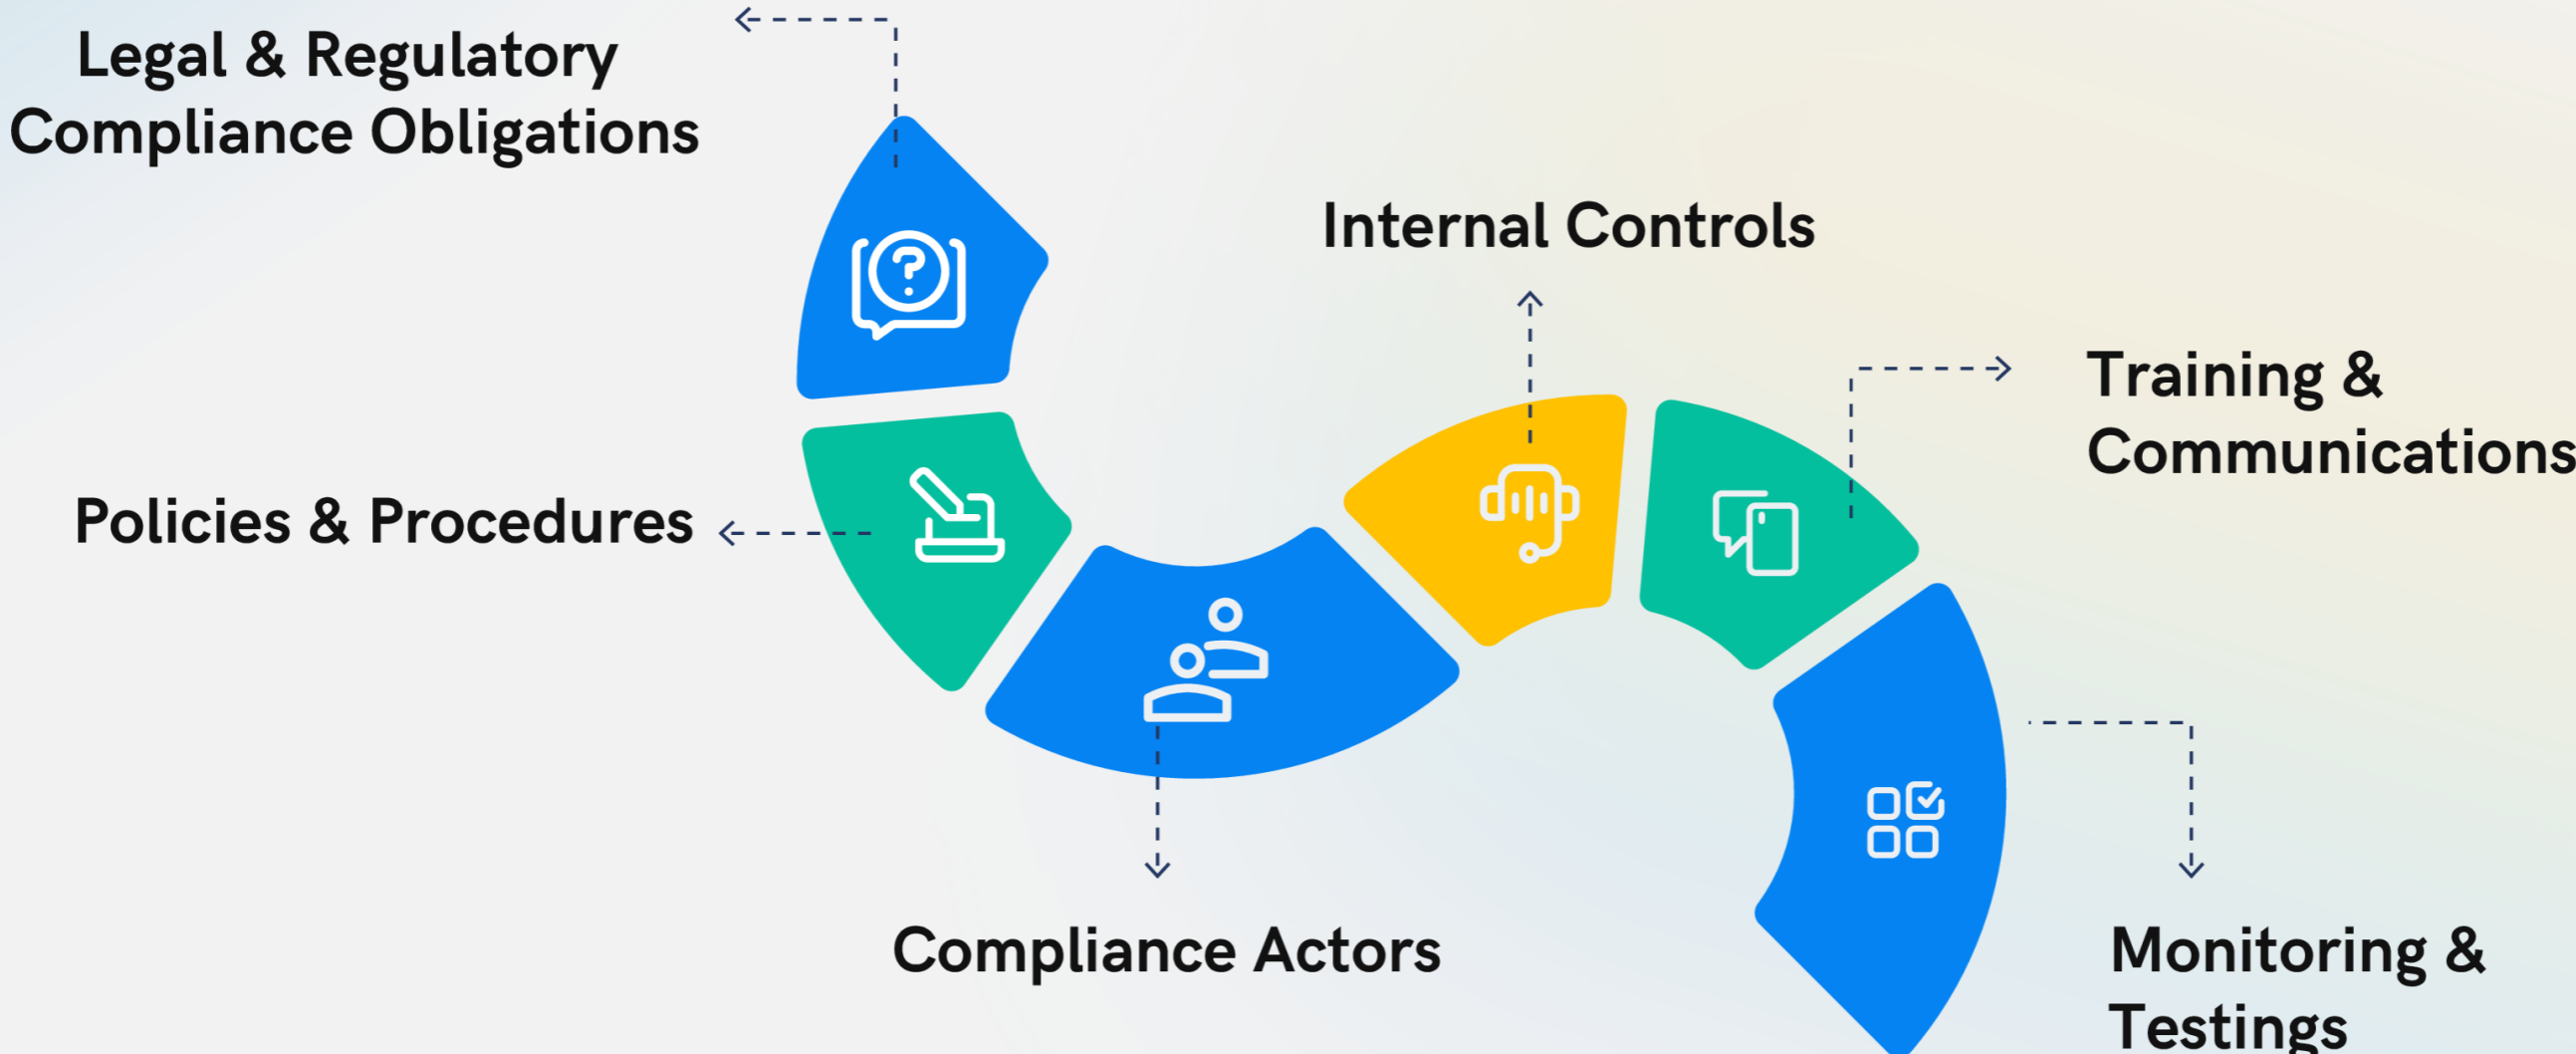 Legal & Regulatory
Compliance Obligations
Internal Controls
Training &
Communications
Policies & Procedures
Compliance Actors
Monitoring &
Testings